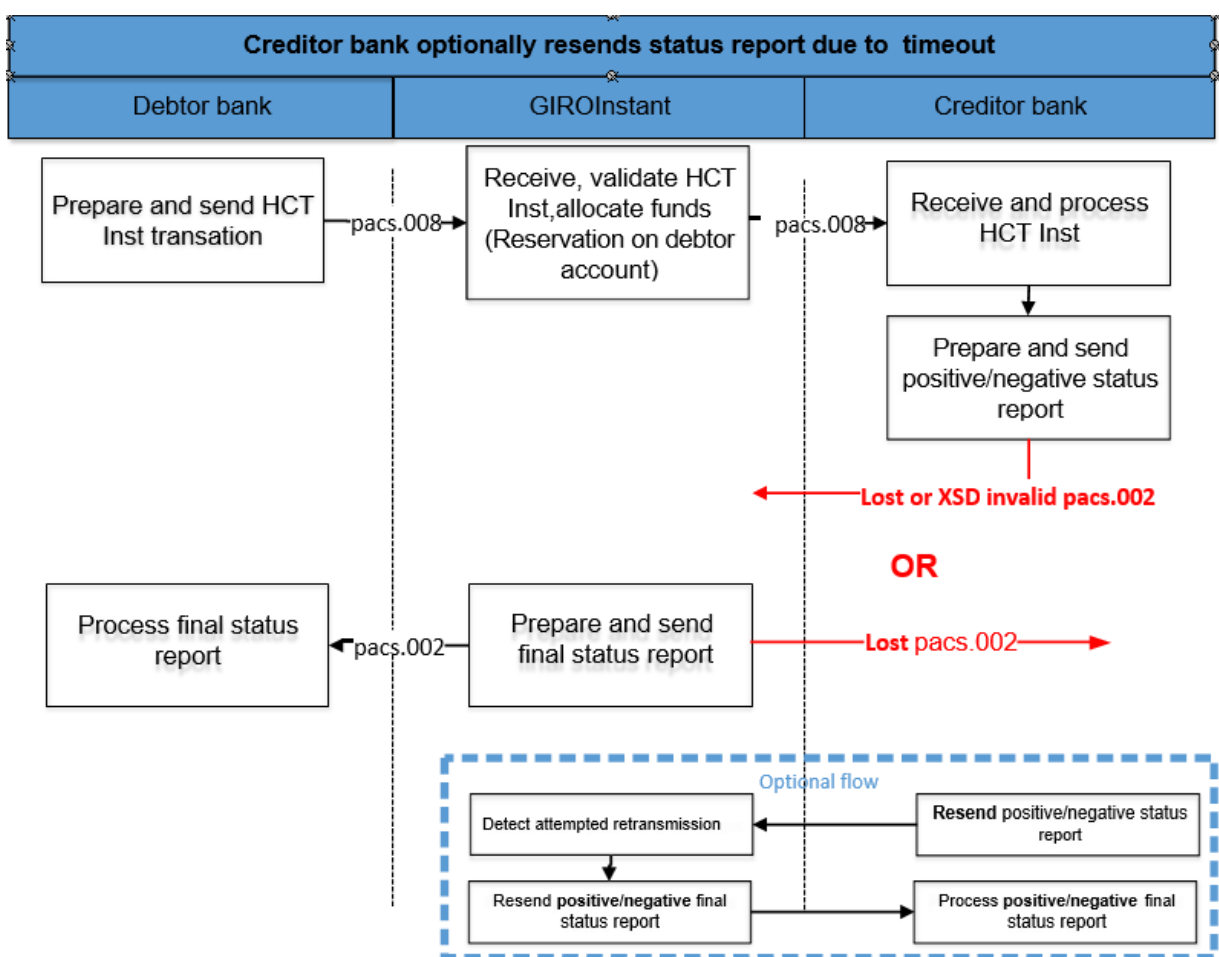 Creditor bank optionally resends status report due to  timeout
Debtor bank
GIROInstant
Creditor bank
Prepare and send HCT
Inst transation
pacs.008
Receive, validate HCT
Inst,allocate funds
(Reservation on debtor
account)
pacs.008
Receive and process
HCT Inst
Prepare and send
positive/negative status
report
Lost or XSD invalid pacs.002
OR
Process final status
report
pacs.002
Prepare and send
final status report
Lost pacs.002
Optional flow
Detect attempted retransmission
Resend positive/negative status
report
Resend positive/negative final
status report
Process positive/negative final
status report